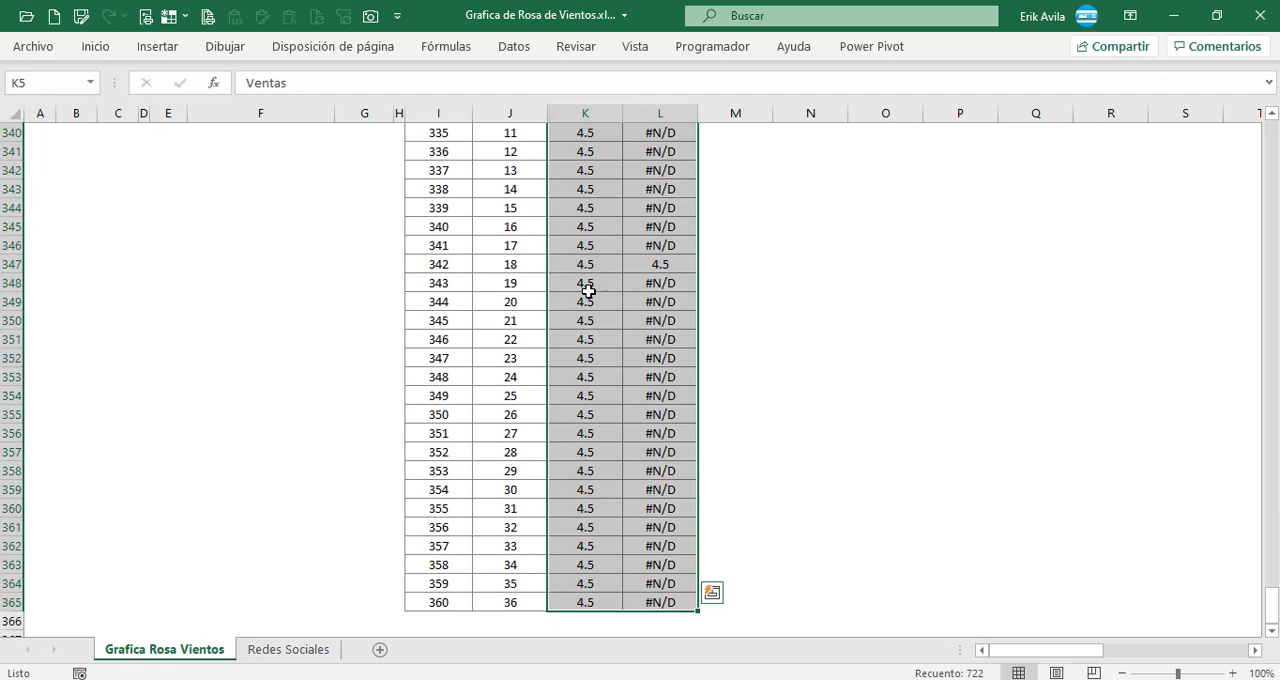 Grafica de Rosa de Vientos.xl...
Buscar
Erik Avila
Archivo Inicio Insertar Dibujar Disposición de página Fórmulas Datos Revisar Vista Programador Ayuda Power Pivot Compartir Comentarios
K5 fx Ventas
A B C D E F G H I J K L M N O P Q R S T
340 335 11 4.5 #N/D
341 336 12 4.5 #N/D
342 337 13 4.5 #N/D
343 338 14 4.5 #N/D
344 339 15 4.5 #N/D
345 340 16 4.5 #N/D
346 341 17 4.5 #N/D
347 342 18 4.5 4.5
348 343 19 4.5 #N/D
349 344 20 4.5 #N/D
350 345 21 4.5 #N/D
351 346 22 4.5 #N/D
352 347 23 4.5 #N/D
353 348 24 4.5 #N/D
354 349 25 4.5 #N/D
355 350 26 4.5 #N/D
356 351 27 4.5 #N/D
357 352 28 4.5 #N/D
358 353 29 4.5 #N/D
359 354 30 4.5 #N/D
360 355 31 4.5 #N/D
361 356 32 4.5 #N/D
362 357 33 4.5 #N/D
363 358 34 4.5 #N/D
364 359 35 4.5 #N/D
365 360 36 4.5 #N/D
366
Grafica Rosa Vientos Redes Sociales
Listo Recuento: 722 100%